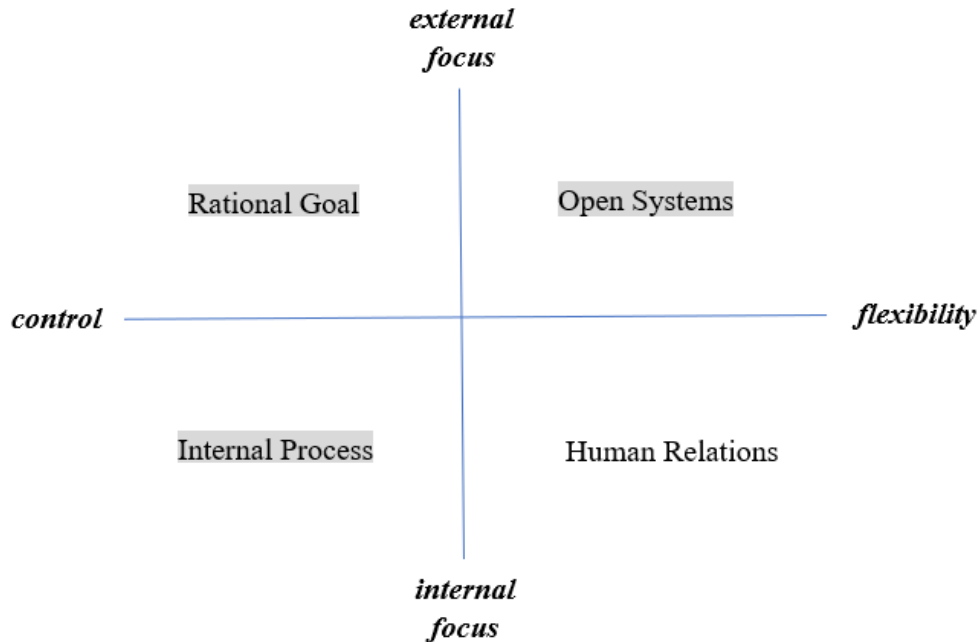 external
focus
Rational Goal
Open Systems
control
flexibility
Internal Process
Human Relations
internal
focus